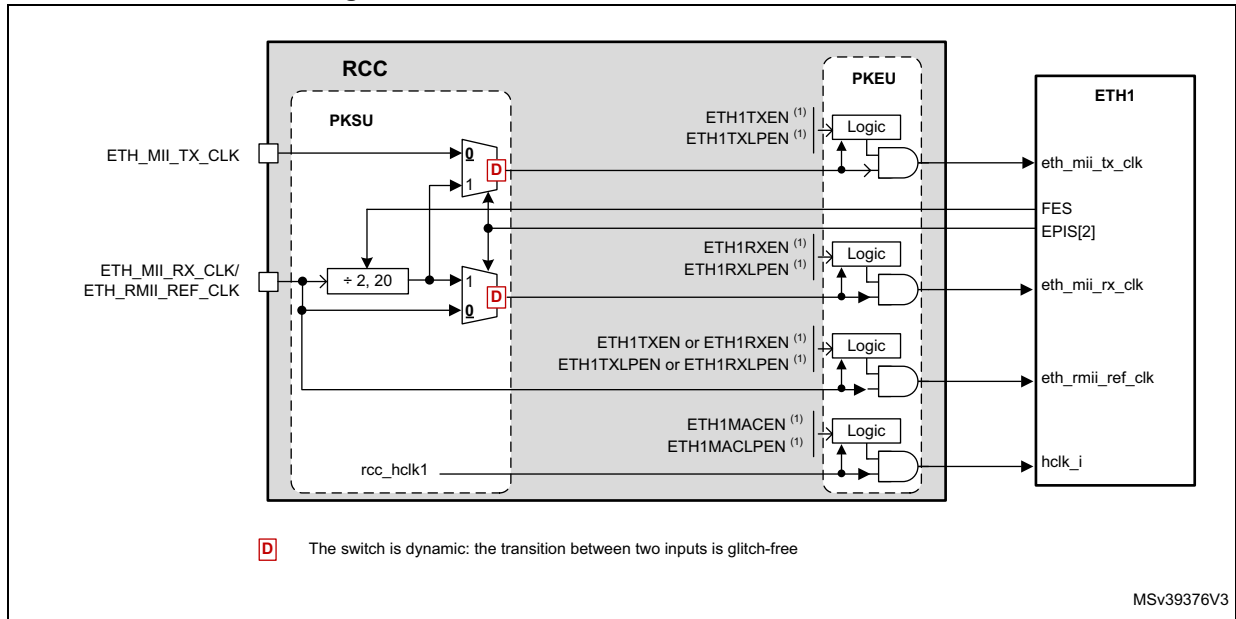 RCC
PKSU
PKEU
ETH1
ETH1TXEN (1)
ETH1TXLPEN (1)
Logic
ETH_MII_TX_CLK
0
D
1
eth_mii_tx_clk
FES
EPIS[2]
ETH1RXEN (1)
ETH1RXLPEN (1)
Logic
ETH_MII_RX_CLK/
ETH_RMII_REF_CLK
÷ 2, 20
1
D
0
eth_mii_rx_clk
ETH1TXEN or ETH1RXEN (1)
ETH1TXLPEN or ETH1RXLPEN (1)
Logic
eth_rmii_ref_clk
ETH1MACEN (1)
ETH1MACLPEN (1)
Logic
rcc_hclk1
hclk_i
D The switch is dynamic: the transition between two inputs is glitch-free
MSv39376V3